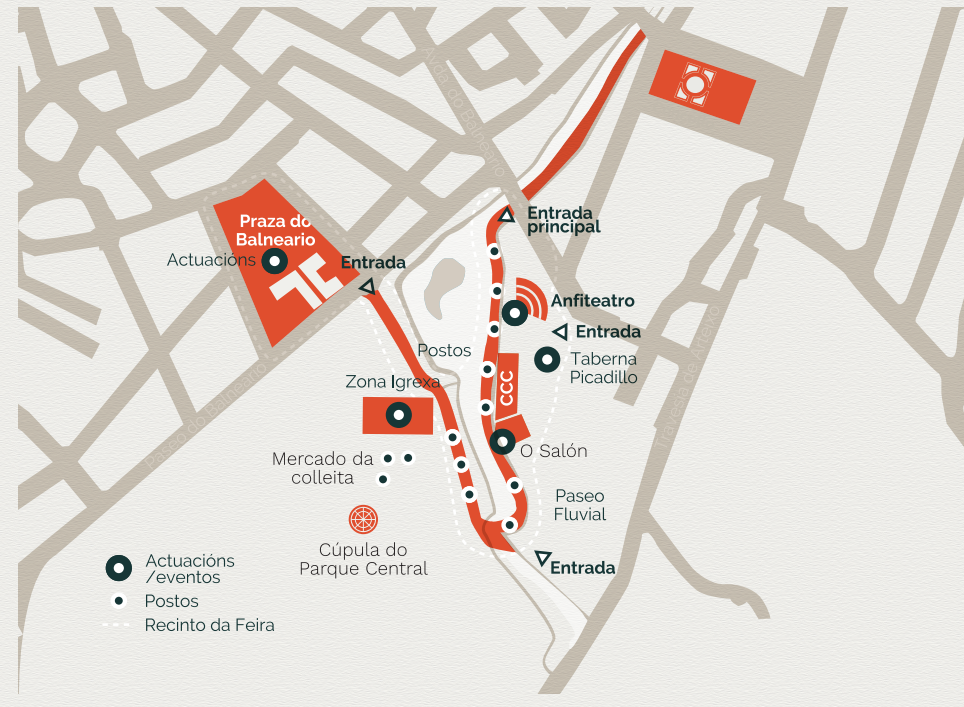 Avda. do Balneario
Entrada
principal
Praza do
Balneario
Actuacións
Entrada
Anfiteatro
Entrada
Postos
Taberna
Picadillo
Zona Igrexa
CCC
Paseo do Balneario
Travesía de Arteixo
O Salón
Mercado da
colleita
Paseo
Fluvial
Cúpula do
Parque Central
Entrada
Actuacións
/eventos
Postos
Recinto da Feira